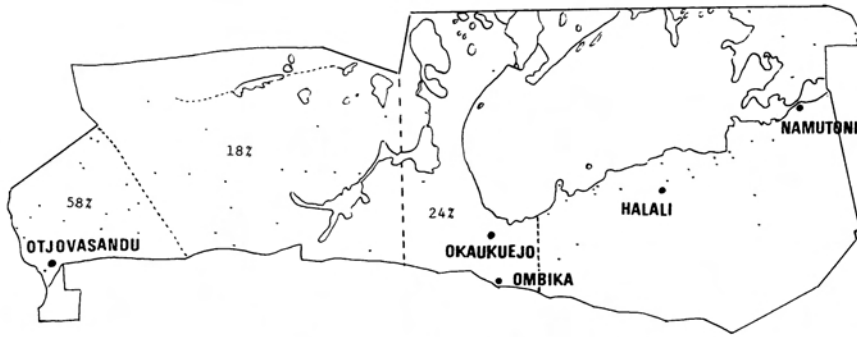 NAMUTONI
18%
58%
HALALI
24%
OTJOVASANDU
OKAUKUEJO
OMBIKA